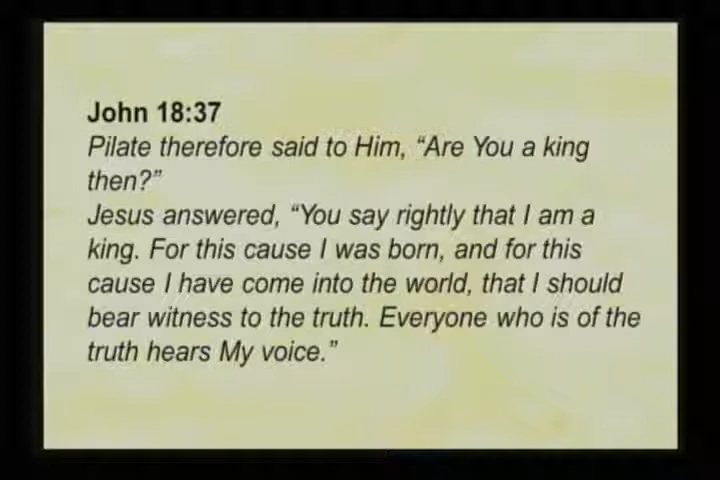 John 18:37
Pilate therefore said to Him, “Are You a king
then?”
Jesus answered, “You say rightly that I am a
king. For this cause I was born, and for this
cause I have come into the world, that I should
bear witness to the truth. Everyone who is of the
truth hears My voice.”